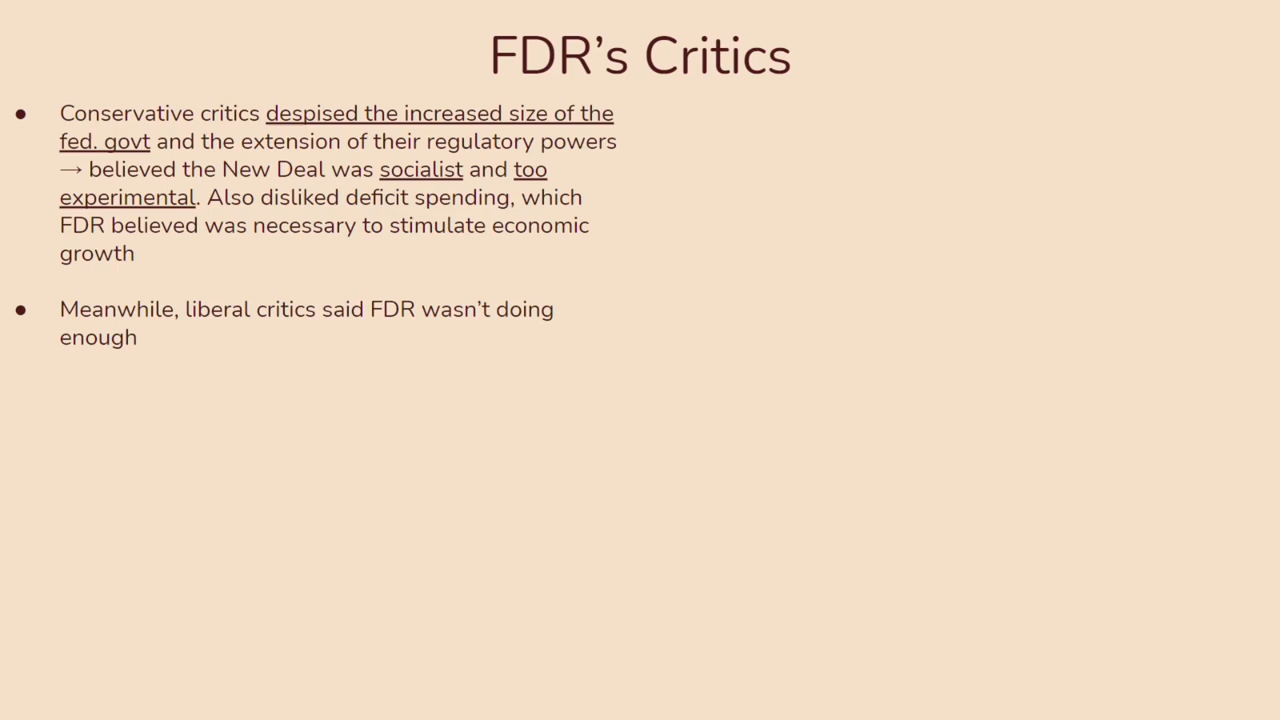 FDR’s Critics
● Conservative critics despised the increased size of the
fed. govt and the extension of their regulatory powers
→ believed the New Deal was socialist and too
experimental. Also disliked deficit spending, which
FDR believed was necessary to stimulate economic
growth
● Meanwhile, liberal critics said FDR wasn’t doing
enough